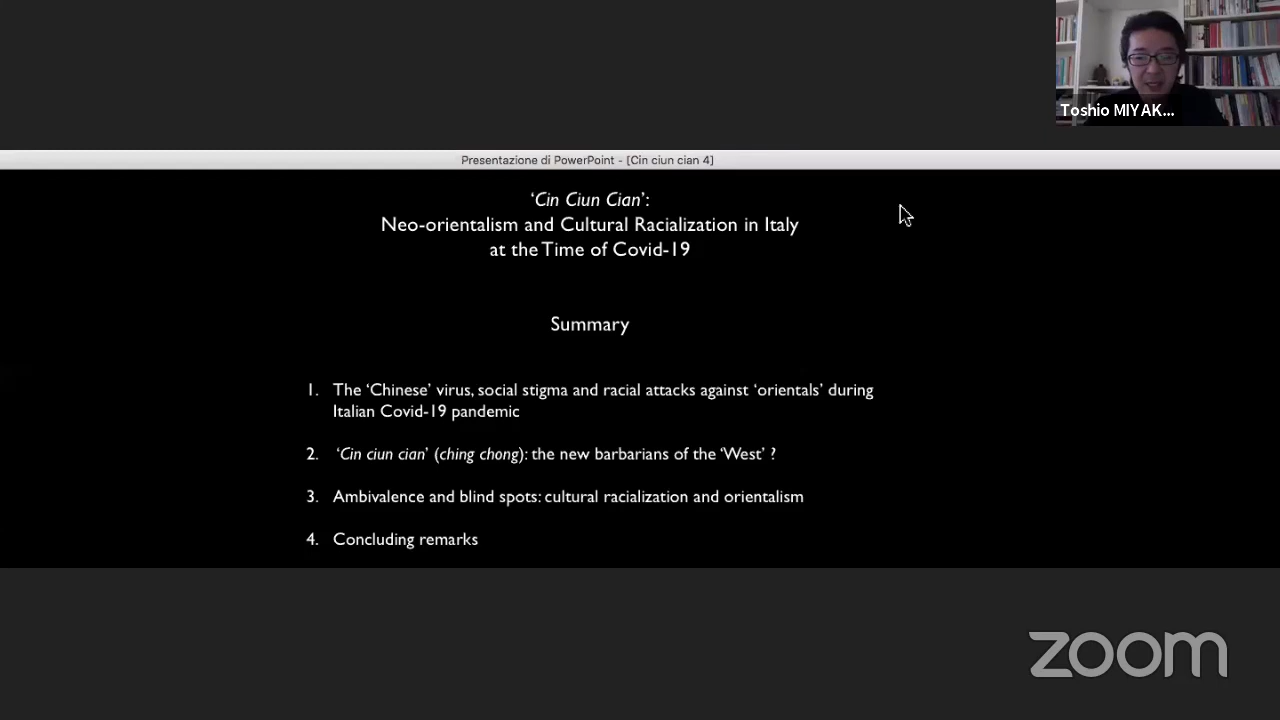 Toshio MIYAK...
Presentazione di PowerPoint - [Cin ciun cian 4]
‘Cin Ciun Cian’:
Neo-orientalism and Cultural Racialization in Italy
at the Time of Covid-19
Summary
1. The ‘Chinese’ virus, social stigma and racial attacks against ‘orientals’ during
Italian Covid-19 pandemic
2. ‘Cin ciun cian’ (ching chong): the new barbarians of the ‘West’ ?
3. Ambivalence and blind spots: cultural racialization and orientalism
4. Concluding remarks
zoom